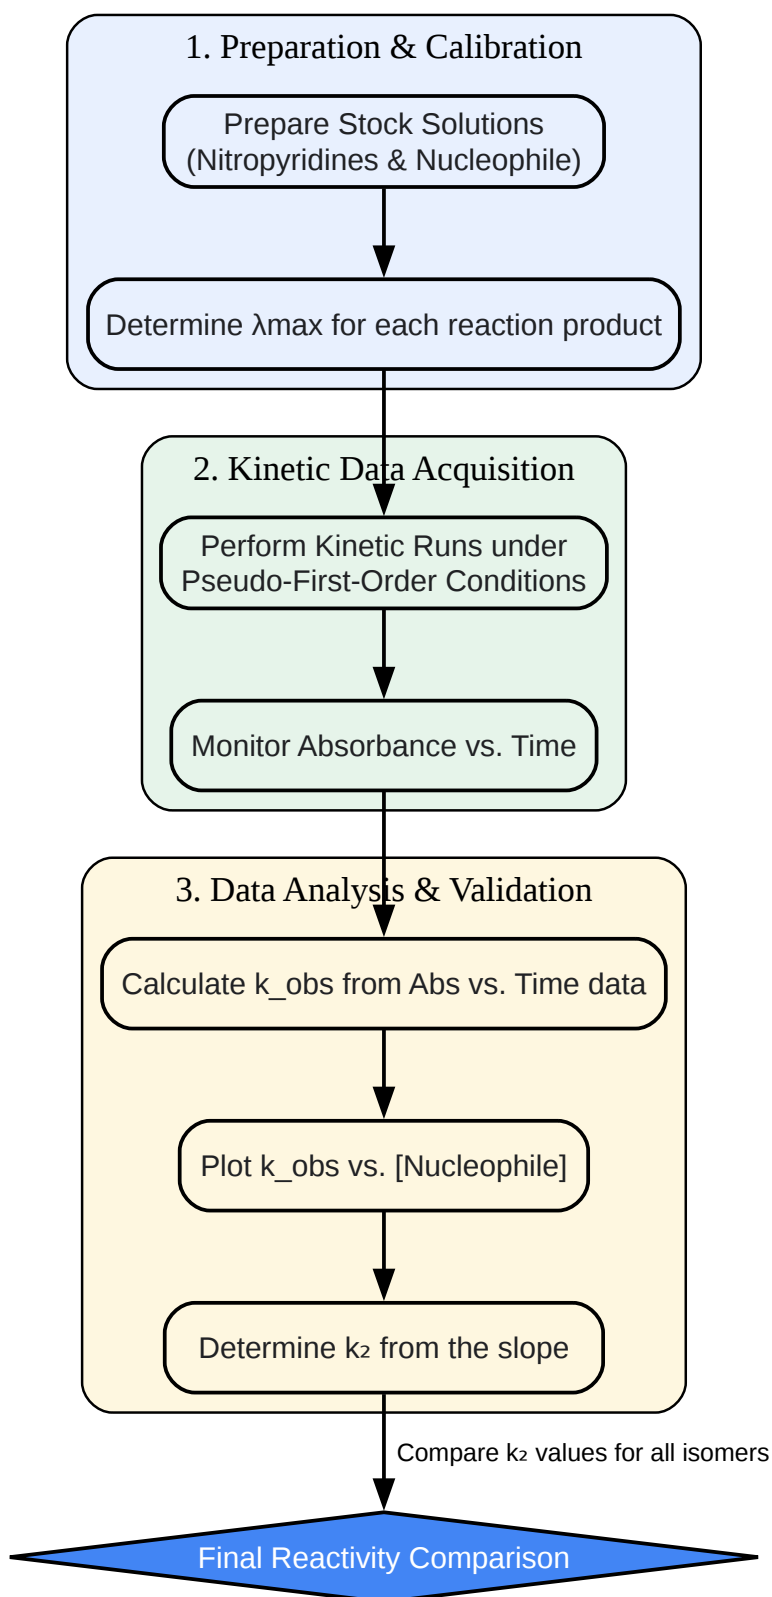 1. Preparation & Calibration
Prepare Stock Solutions
(Nitropyridines & Nucleophile)
Determine λmax for each reaction product
2. Kinetic Data Acquisition
Perform Kinetic Runs under
Pseudo-First-Order Conditions
Monitor Absorbance vs. Time
3. Data Analysis & Validation
Calculate k_obs from Abs vs. Time data
Plot k_obs vs. [Nucleophile]
Determine k₂ from the slope
Compare k₂ values for all isomers
Final Reactivity Comparison